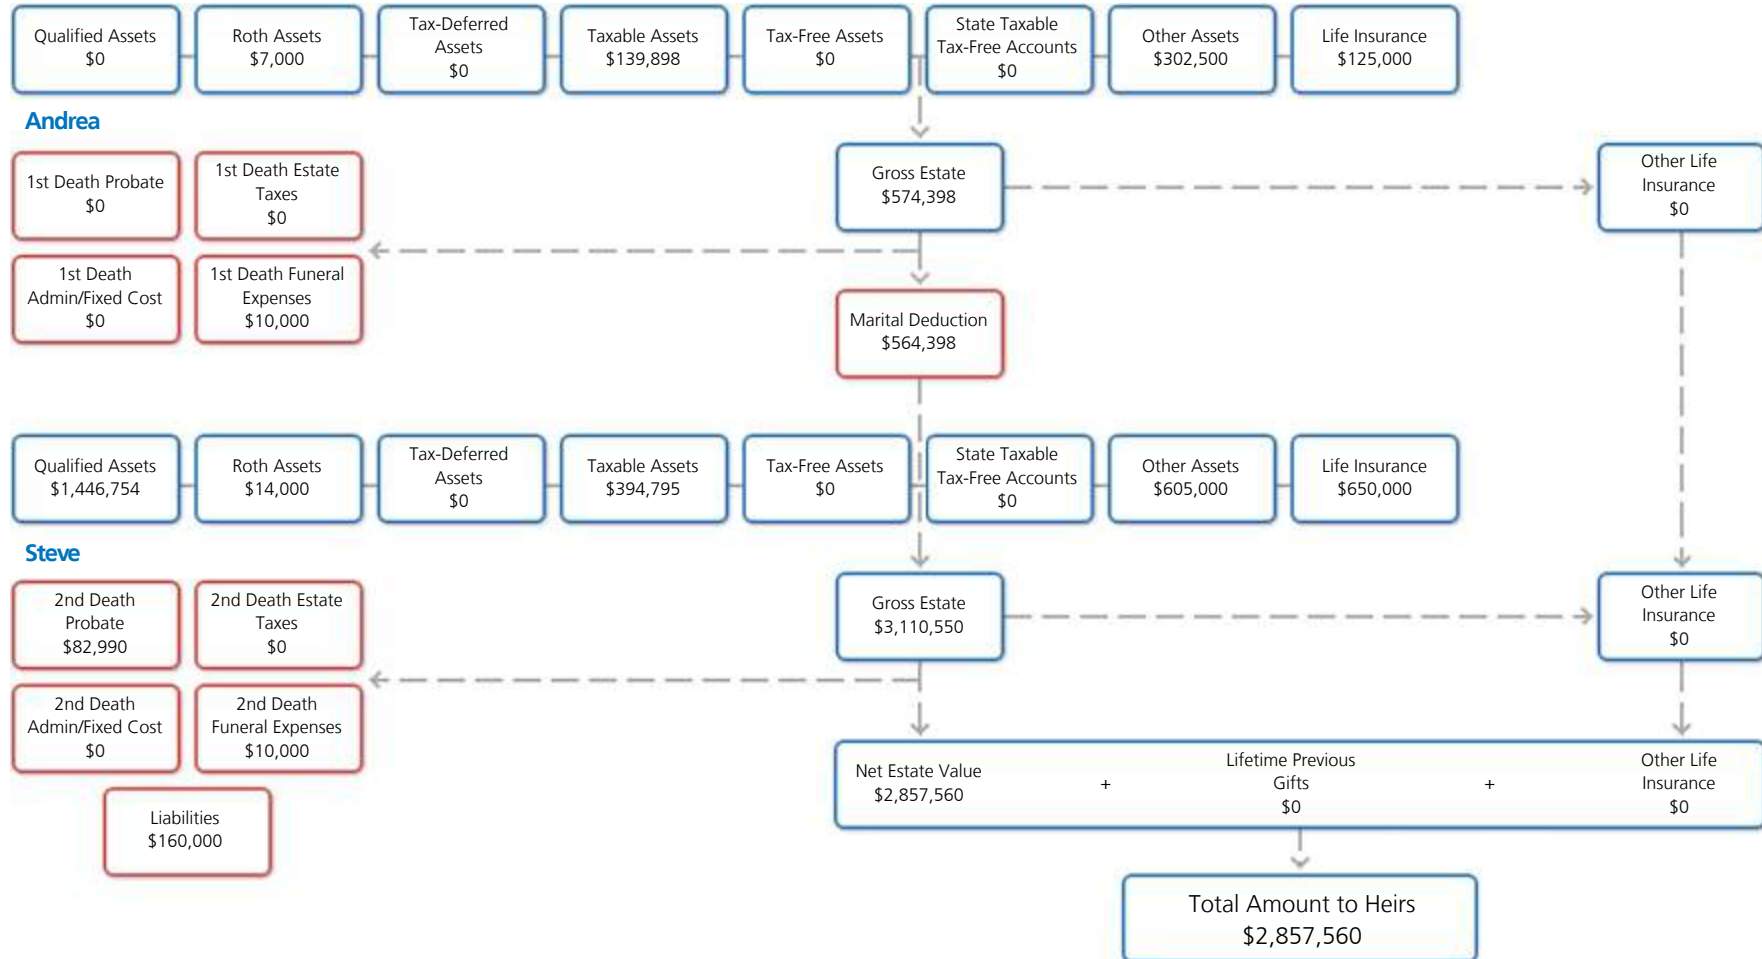 Qualified Assets
$0
Roth Assets
$7,000
Tax-Deferred
Assets
$0
Taxable Assets
$139,898
Tax-Free Assets
$0
State Taxable
Tax-Free Accounts
$0
Other Assets
$302,500
Life Insurance
$125,000
Andrea
1st Death Probate
$0
1st Death Estate
Taxes
$0
Gross Estate
$574,398
Other Life
Insurance
$0
1st Death
Admin/Fixed Cost
$0
1st Death Funeral
Expenses
$10,000
Marital Deduction
$564,398
Qualified Assets
$1,446,754
Roth Assets
$14,000
Tax-Deferred
Assets
$0
Taxable Assets
$394,795
Tax-Free Assets
$0
State Taxable
Tax-Free Accounts
$0
Other Assets
$605,000
Life Insurance
$650,000
Steve
2nd Death
Probate
$82,990
2nd Death Estate
Taxes
$0
Gross Estate
$3,110,550
Other Life
Insurance
$0
2nd Death
Admin/Fixed Cost
$0
2nd Death
Funeral Expenses
$10,000
Liabilities
$160,000
Net Estate Value
$2,857,560
+
Lifetime Previous
Gifts
$0
+
Other Life
Insurance
$0
Total Amount to Heirs
$2,857,560